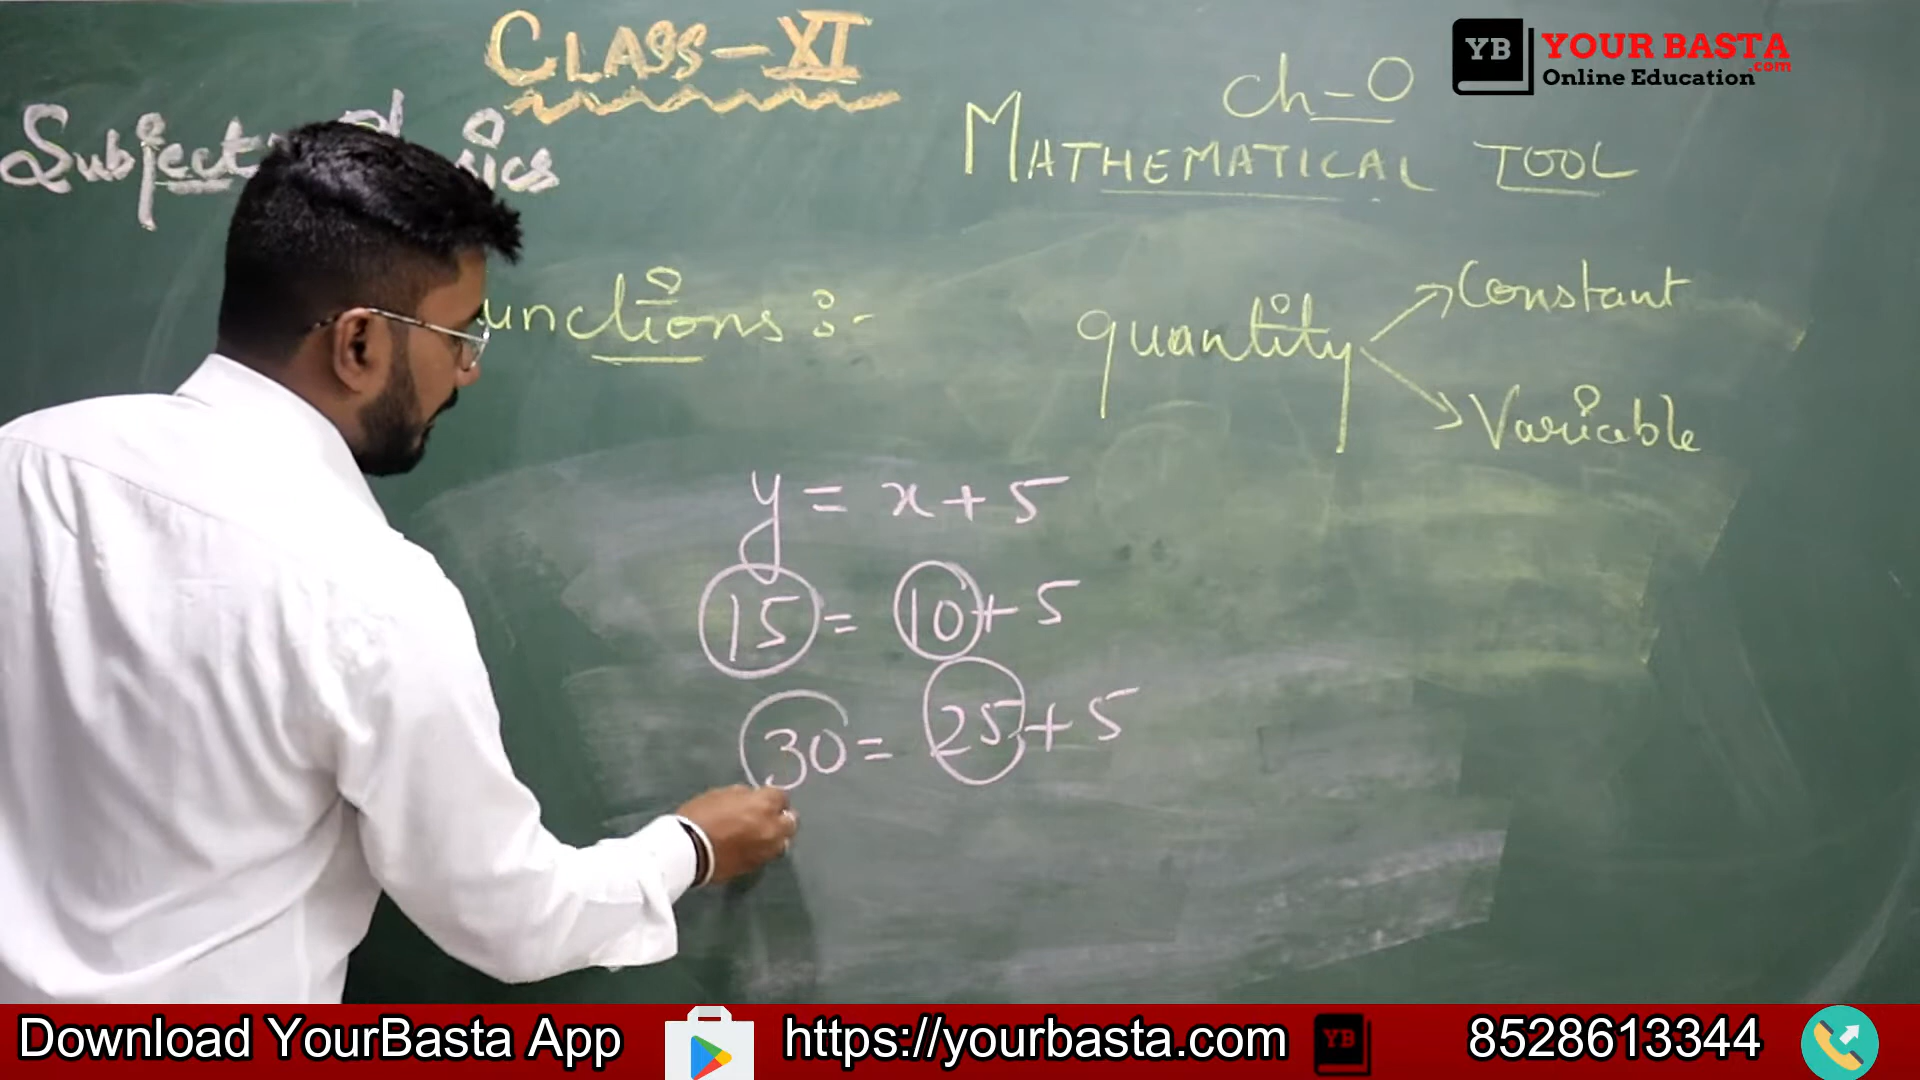 CLASS-XI
YB YOUR BASTA
.com
Online Education
ch-0
MATHEMATICAL TOOL
Subject
unctions :-
quantity
Constant
Variable
y = x + 5
15 = 10 + 5
30 = 25 + 5
Download YourBasta App
https://yourbasta.com
YB
8528613344